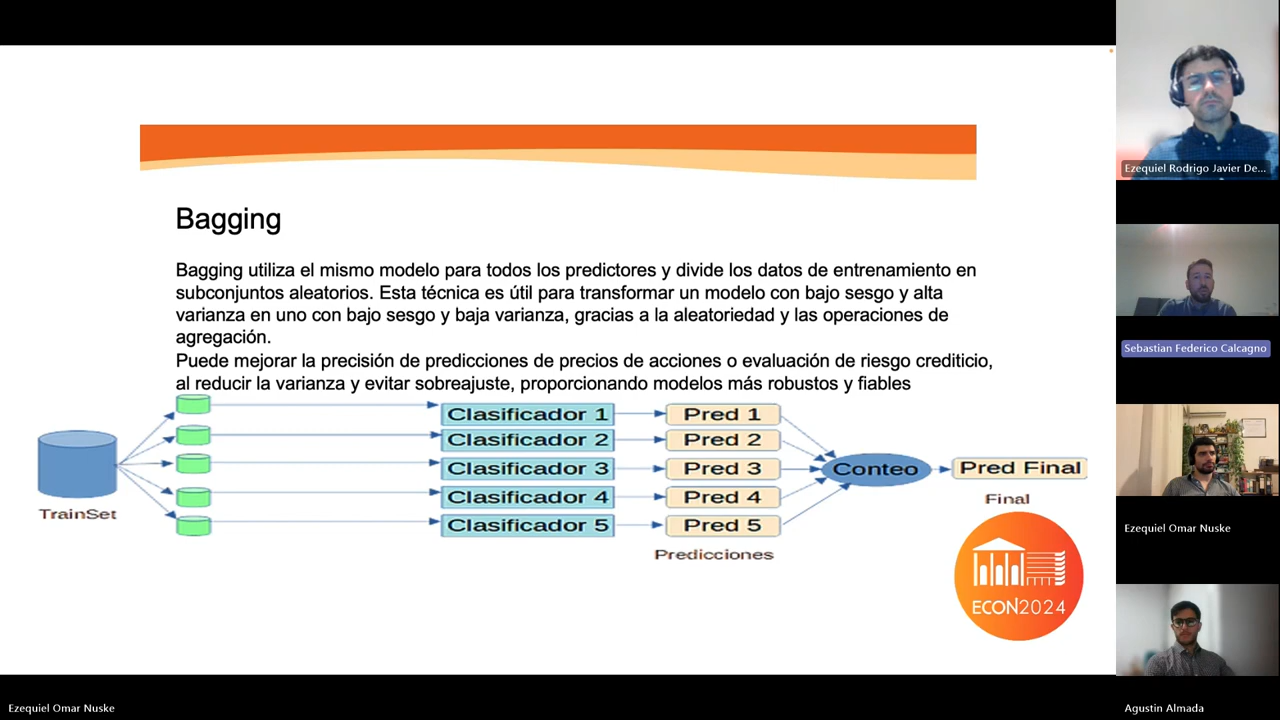 Bagging
Bagging utiliza el mismo modelo para todos los predictores y divide los datos de entrenamiento en
subconjuntos aleatorios. Esta técnica es útil para transformar un modelo con bajo sesgo y alta
varianza en uno con bajo sesgo y baja varianza, gracias a la aleatoriedad y las operaciones de
agregación.
Puede mejorar la precisión de predicciones de precios de acciones o evaluación de riesgo crediticio,
al reducir la varianza y evitar sobreajuste, proporcionando modelos más robustos y fiables
TrainSet
Clasificador 1
Clasificador 2
Clasificador 3
Clasificador 4
Clasificador 5
Pred 1
Pred 2
Pred 3
Pred 4
Pred 5
Predicciones
Conteo
Pred Final
Final
ECON2024
Ezequiel Rodrigo Javier De...
Sebastian Federico Calcagno
Ezequiel Omar Nuske
Agustin Almada
Ezequiel Omar Nuske